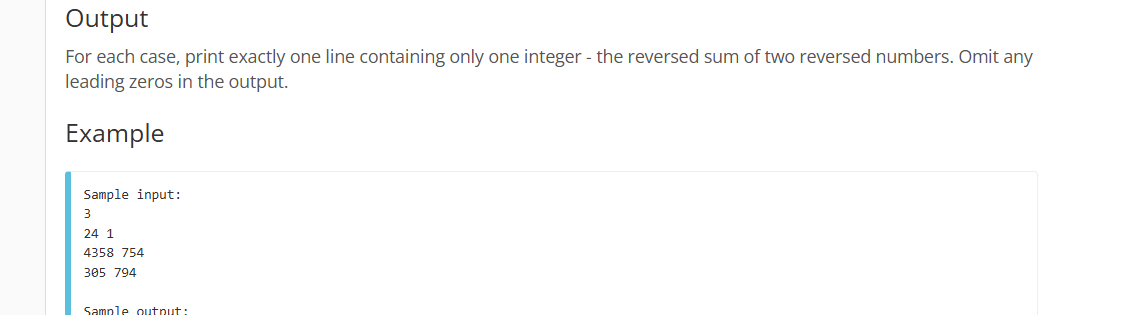 Output
For each case, print exactly one line containing only one integer - the reversed sum of two reversed numbers. Omit any
leading zeros in the output.
Example
Sample input:
3
24 1
4358 754
305 794
Sample output: